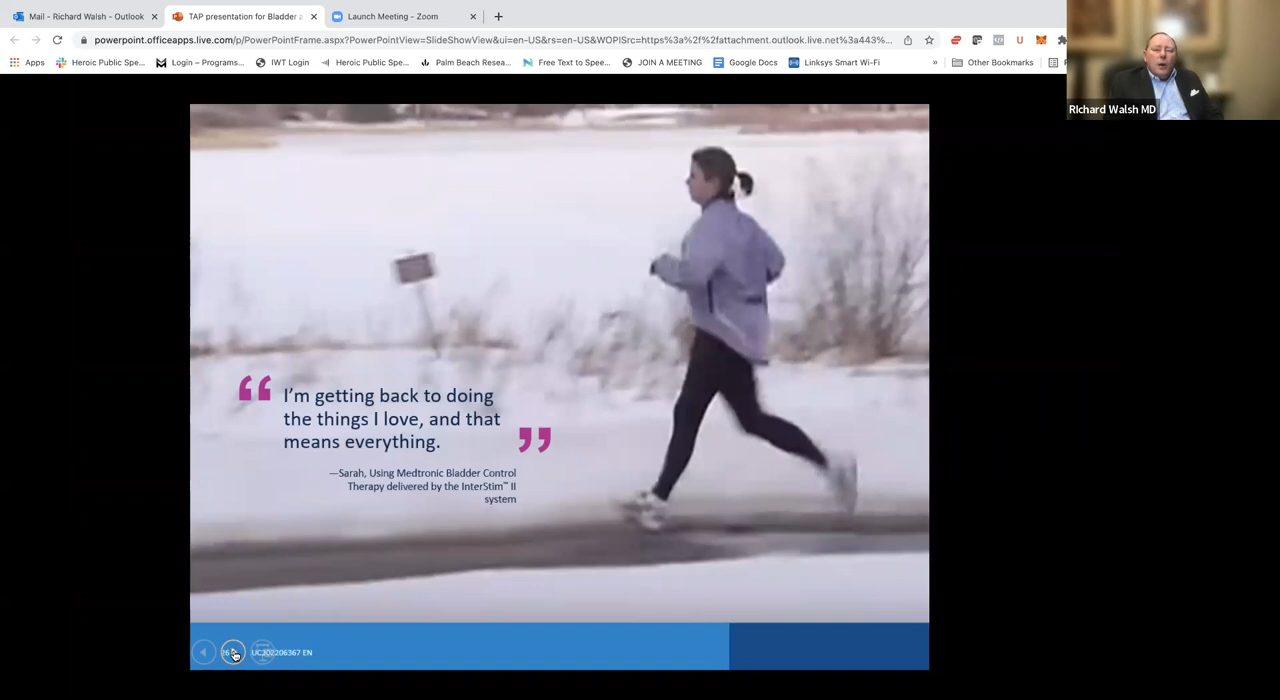 Mail - Richard Walsh - Outlook
TAP presentation for Bladder a
Launch Meeting - Zoom
powerpoint.officeapps.live.com/p/PowerPointFrame.aspx?PowerPointView=SlideShowView&ui=en-US&rs=en-US&WOPISrc=https%3a%2f%2fattachment.outlook.live.net%3a443%...
Apps
Heroic Public Spe...
Login – Programs...
IWT Login
Heroic Public Spe...
Palm Beach Resea...
Free Text to Spee...
JOIN A MEETING
Google Docs
Linksys Smart Wi-Fi
»
Other Bookmarks
RIchard Walsh MD
“ I’m getting back to doing
the things I love, and that
means everything. ”
—Sarah, Using Medtronic Bladder Control
Therapy delivered by the InterStim™ II
system
UC202206367 EN